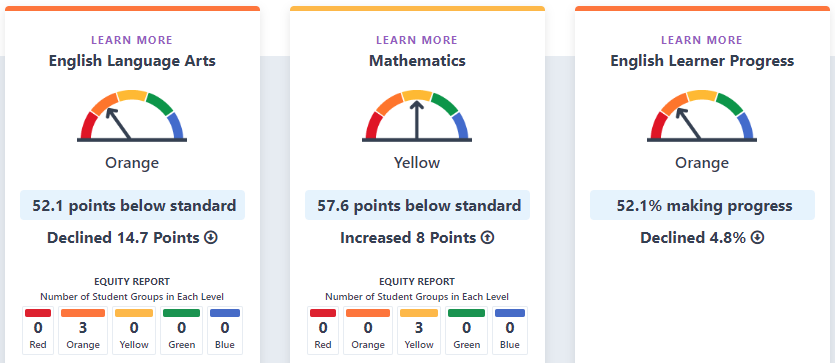 LEARN MORE
English Language Arts
Orange
52.1 points below standard
Declined 14.7 Points
EQUITY REPORT
Number of Student Groups in Each Level
0 3 0 0 0
Red Orange Yellow Green Blue
LEARN MORE
Mathematics
Yellow
57.6 points below standard
Increased 8 Points
EQUITY REPORT
Number of Student Groups in Each Level
0 0 3 0 0
Red Orange Yellow Green Blue
LEARN MORE
English Learner Progress
Orange
52.1% making progress
Declined 4.8%